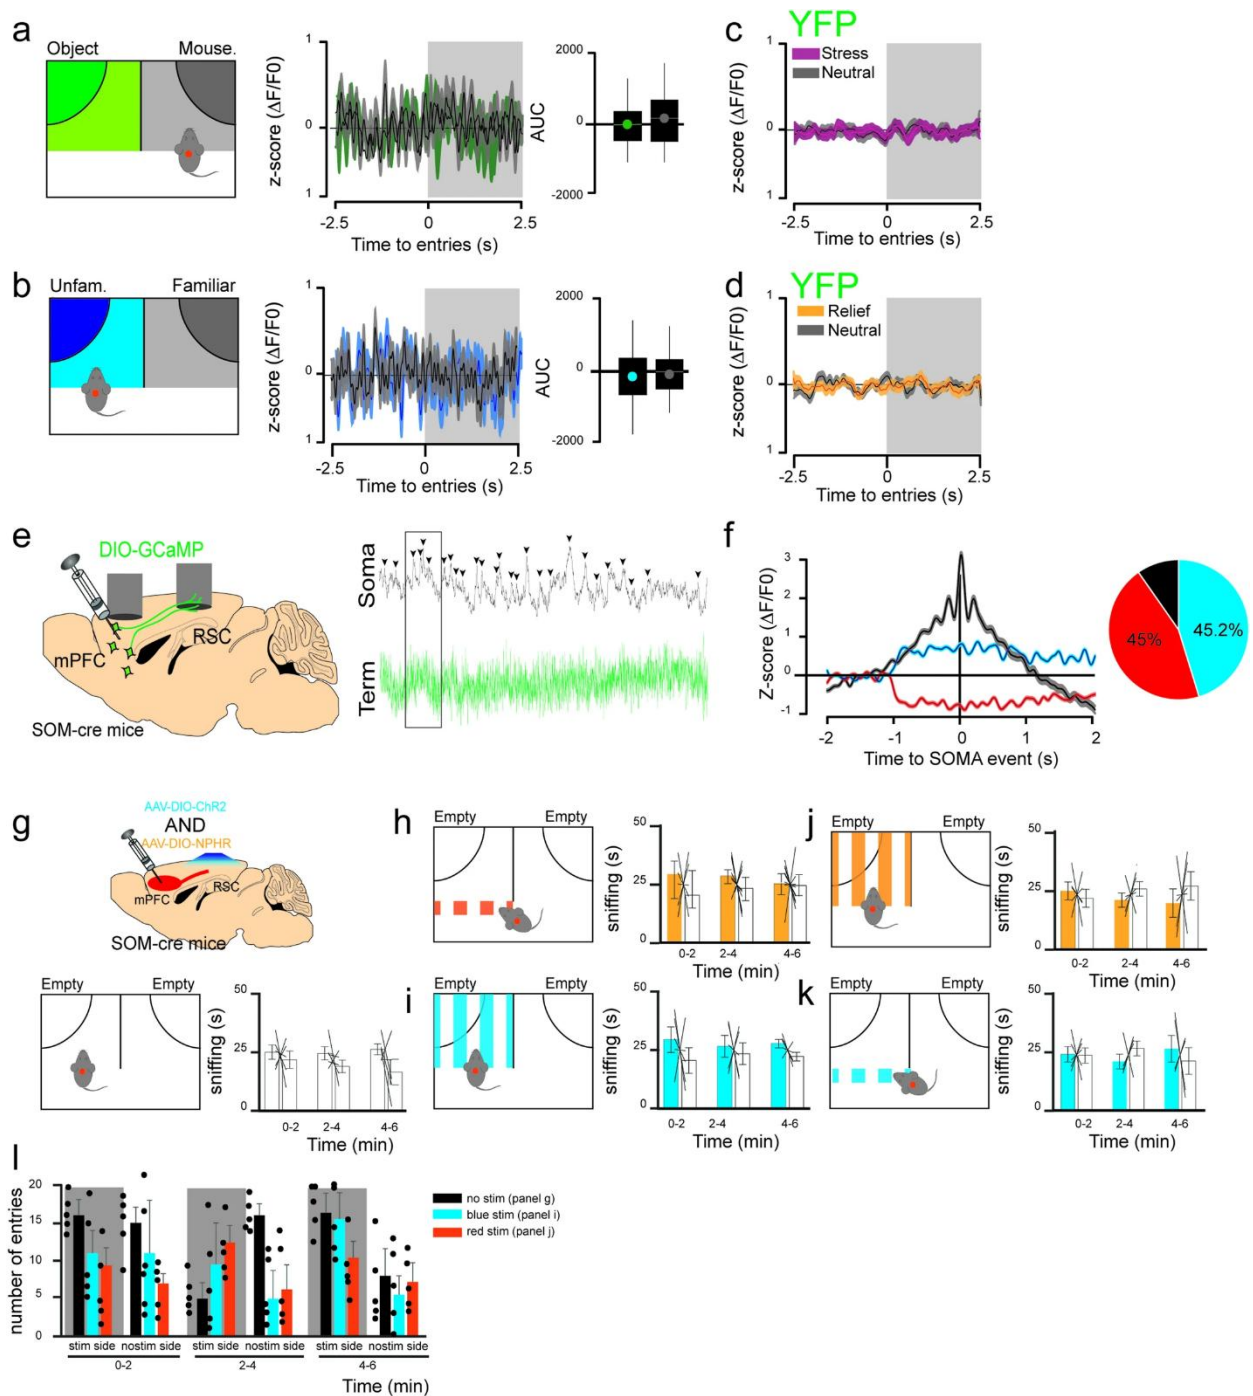 a
Object Mouse.
1
z-score (ΔF/F0)
0
1
-2.5 0 2.5
Time to entries (s)
2000
AUC
0
-2000
c
YFP
Stress
Neutral
1
z-score (ΔF/F0)
0
1
-2.5 0 2.5
Time to entries (s)
b
Unfam. Familiar
1
z-score (ΔF/F0)
0
1
-2.5 0 2.5
Time to entries (s)
2000
AUC
0
-2000
d
YFP
Relief
Neutral
1
z-score (ΔF/F0)
0
1
-2.5 0 2.5
Time to entries (s)
e
DIO-GCaMP
RSC
mPFC
SOM-cre mice
Soma
Term
f
3
2
1
0
-1
Z-score (ΔF/F0)
-2 -1 0 1 2
Time to SOMA event (s)
45%
45.2%
g
AAV-DIO-ChR2
AND
AAV-DIO-NPHR
RSC
mPFC
SOM-cre mice
Empty Empty
50
sniffing (s)
25
0
0-2 2-4 4-6
Time (min)
h
Empty Empty
50
sniffing (s)
25
0
0-2 2-4 4-6
Time (min)
j
Empty Empty
50
sniffing (s)
25
0
0-2 2-4 4-6
Time (min)
i
Empty Empty
50
sniffing (s)
25
0
0-2 2-4 4-6
Time (min)
k
Empty Empty
50
sniffing (s)
25
0
0-2 2-4 4-6
Time (min)
l
20
15
10
5
0
number of entries
no stim (panel g)
blue stim (panel i)
red stim (panel j)
stim side nostim side stim side nostim side stim side nostim side
0-2 2-4 4-6
Time (min)